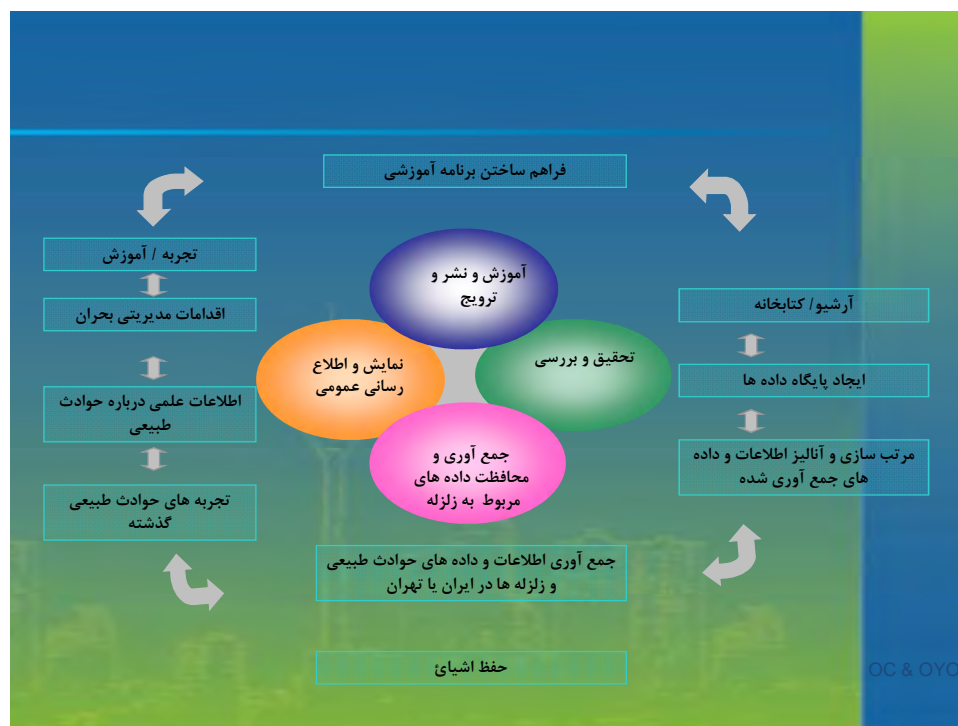 فراهم ساختن برنامه آموزشی
آموزش و نشر و
ترویج
تحقیق و بررسی
نمایش و اطلاع
رسانی عمومی
جمع آوری و
محافظت داده های
مربوط به زلزله
آرشیو/ کتابخانه
ایجاد پایگاه داده ها
مرتب سازی و آنالیز اطلاعات و داده
های جمع آوری شده
تجربه / آموزش
اقدامات مدیریتی بحران
اطلاعات علمی درباره حوادث
طبیعی
تجربه های حوادث طبیعی
گذشته
جمع آوری اطلاعات و داده های حوادث طبیعی
و زلزله ها در ایران یا تهران
حفظ اشیائ
OC & OYO